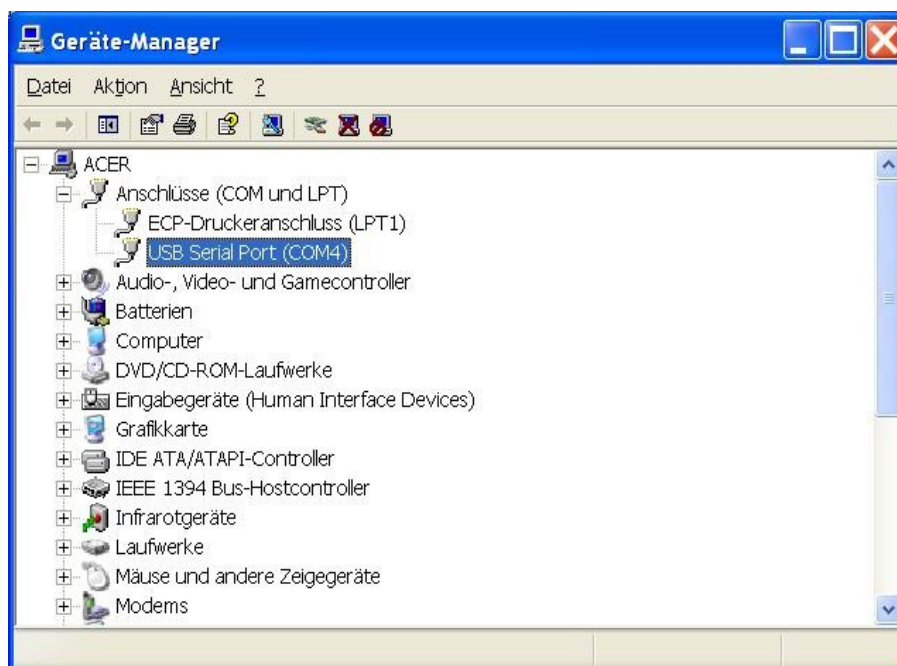 Geräte-Manager
Datei Aktion Ansicht ?
ACER
Anschlüsse (COM und LPT)
ECP-Druckeranschluss (LPT1)
USB Serial Port (COM4)
Audio-, Video- und Gamecontroller
Batterien
Computer
DVD/CD-ROM-Laufwerke
Eingabegeräte (Human Interface Devices)
Grafikkarte
IDE ATA/ATAPI-Controller
IEEE 1394 Bus-Hostcontroller
Infrarotgeräte
Laufwerke
Mäuse und andere Zeigegeräte
Modems